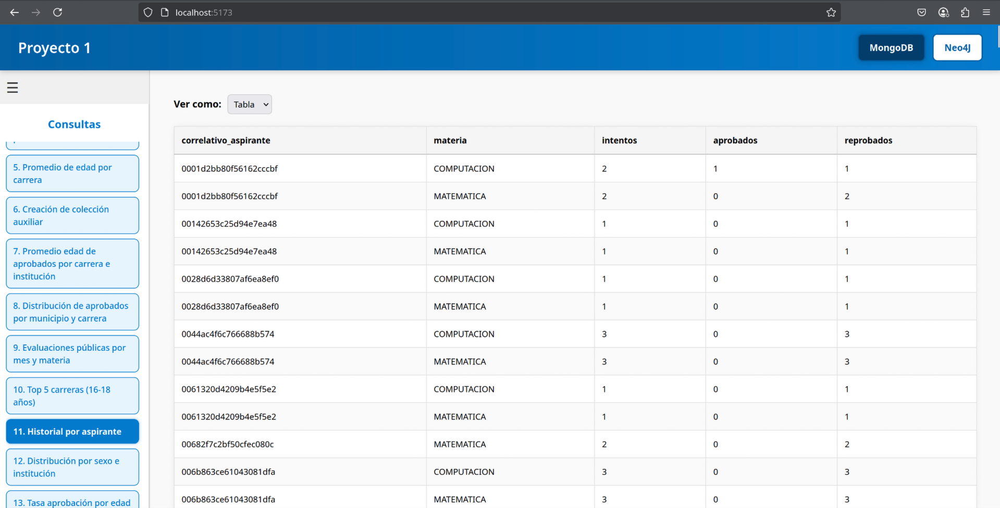 localhost:5173
Proyecto 1
MongoDB
Neo4J
Consultas
5. Promedio de edad por
carrera
6. Creación de colección
auxiliar
7. Promedio edad de
aprobados por carrera e
institución
8. Distribución de aprobados
por municipio y carrera
9. Evaluaciones públicas por
mes y materia
10. Top 5 carreras (16-18
años)
11. Historial por aspirante
12. Distribución por sexo e
institución
13. Tasa aprobación por edad
Ver como: Tabla
correlativo_aspirante materia intentos aprobados reprobados
0001d2bb80f56162cccbf COMPUTACION 2 1 1
0001d2bb80f56162cccbf MATEMATICA 2 0 2
00142653c25d94e7ea48 COMPUTACION 1 0 1
00142653c25d94e7ea48 MATEMATICA 1 0 1
0028d6d33807af6ea8ef0 COMPUTACION 1 0 1
0028d6d33807af6ea8ef0 MATEMATICA 1 0 1
0044ac4f6c766688b574 COMPUTACION 3 0 3
0044ac4f6c766688b574 MATEMATICA 3 0 3
0061320d4209b4e5f5e2 COMPUTACION 1 0 1
0061320d4209b4e5f5e2 MATEMATICA 1 0 1
00682f7c2bf50cfec080c MATEMATICA 2 0 2
006b863ce61043081dfa COMPUTACION 3 0 3
006b863ce61043081dfa MATEMATICA 3 0 3